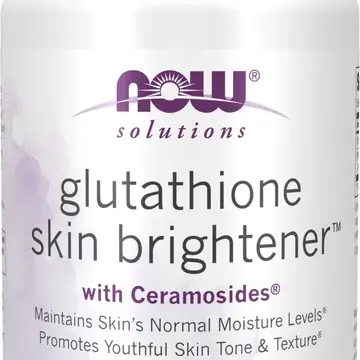 NOW®
solutions
glutathione
skin brightener™
with Ceramosides®
Maintains Skin's Normal Moisture Levels*
Promotes Youthful Skin Tone & Texture*